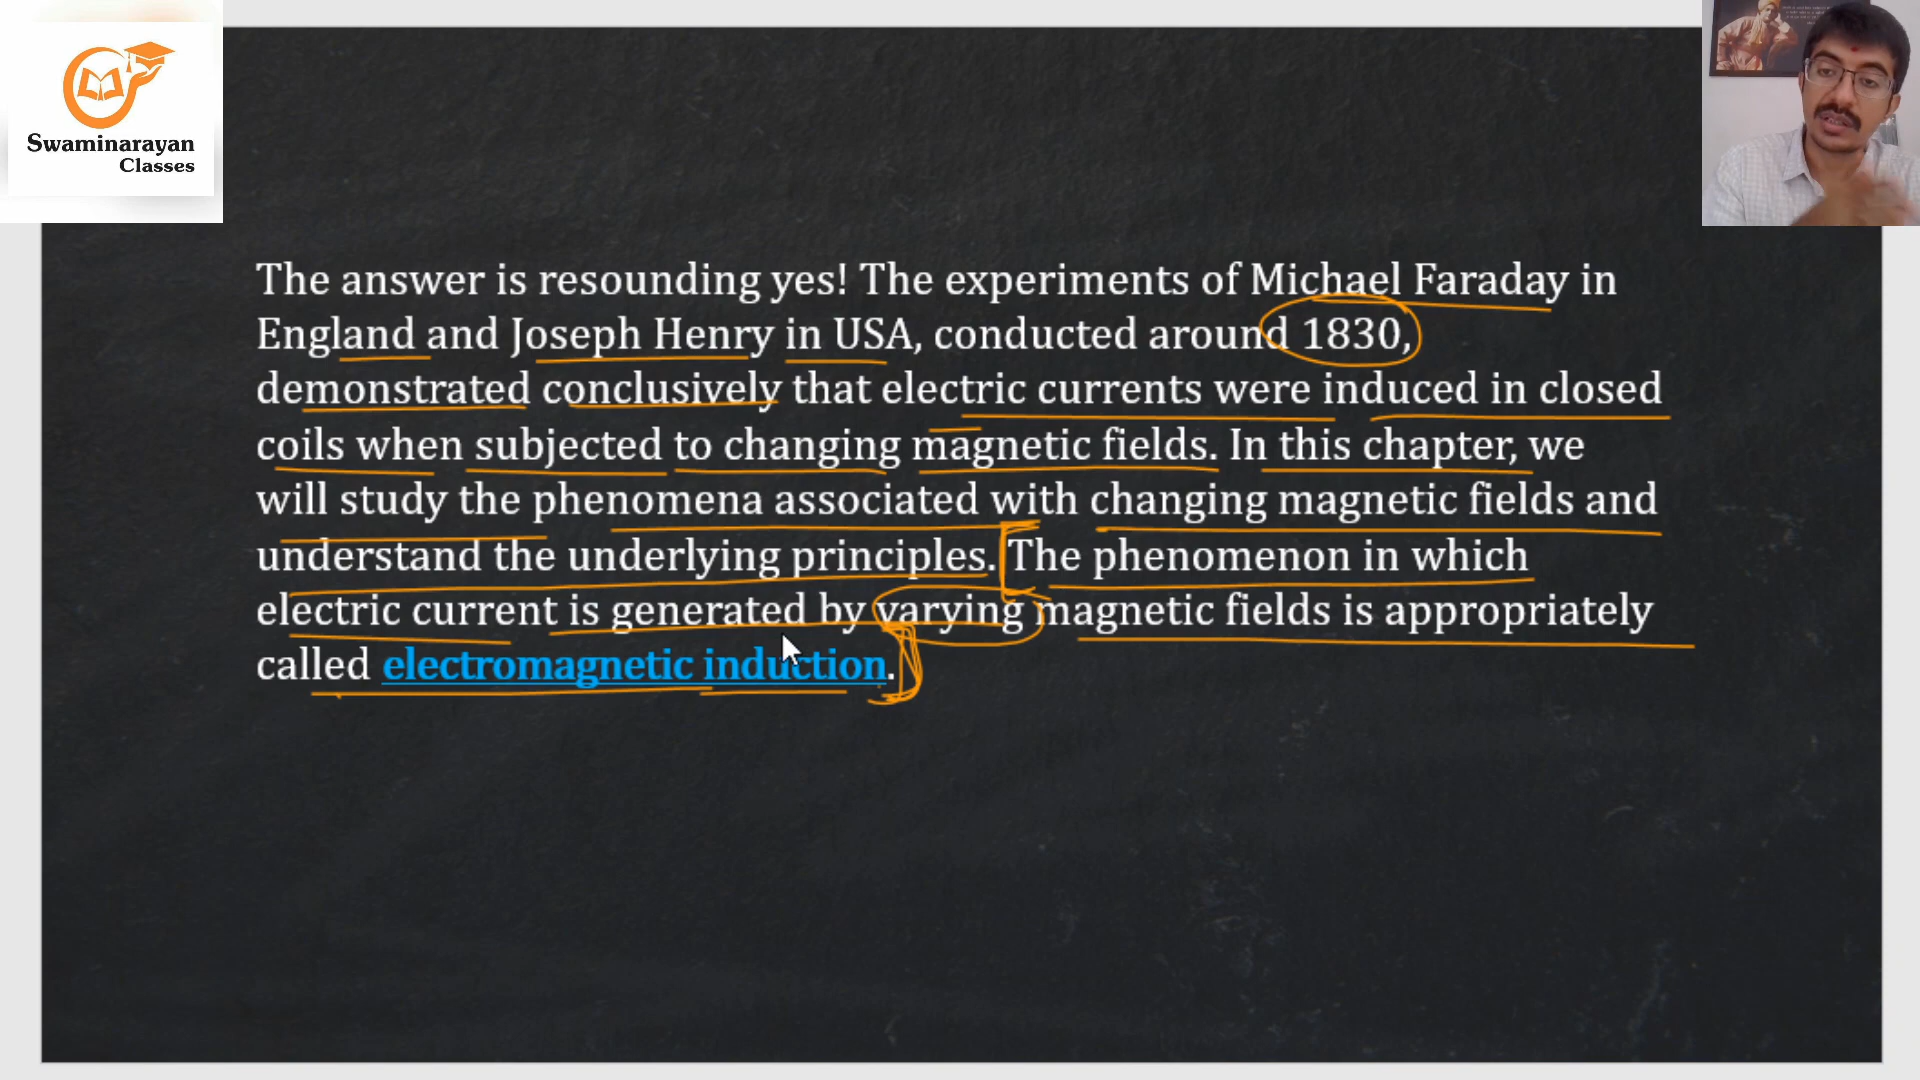 Swaminarayan
Classes
The answer is resounding yes! The experiments of Michael Faraday in
England and Joseph Henry in USA, conducted around 1830,
demonstrated conclusively that electric currents were induced in closed
coils when subjected to changing magnetic fields. In this chapter, we
will study the phenomena associated with changing magnetic fields and
understand the underlying principles. The phenomenon in which
electric current is generated by varying magnetic fields is appropriately
called electromagnetic induction.